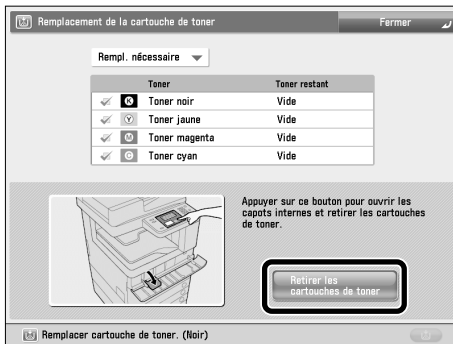 Remplacement de la cartouche de toner
Fermer
Rempl. nécessaire
Toner Toner restant
K Toner noir Vide
Y Toner jaune Vide
M Toner magenta Vide
C Toner cyan Vide
Appuyer sur ce bouton pour ouvrir les
capots internes et retirer les cartouches
de toner.
Retirer les
cartouches de toner
Remplacer cartouche de toner. (Noir)